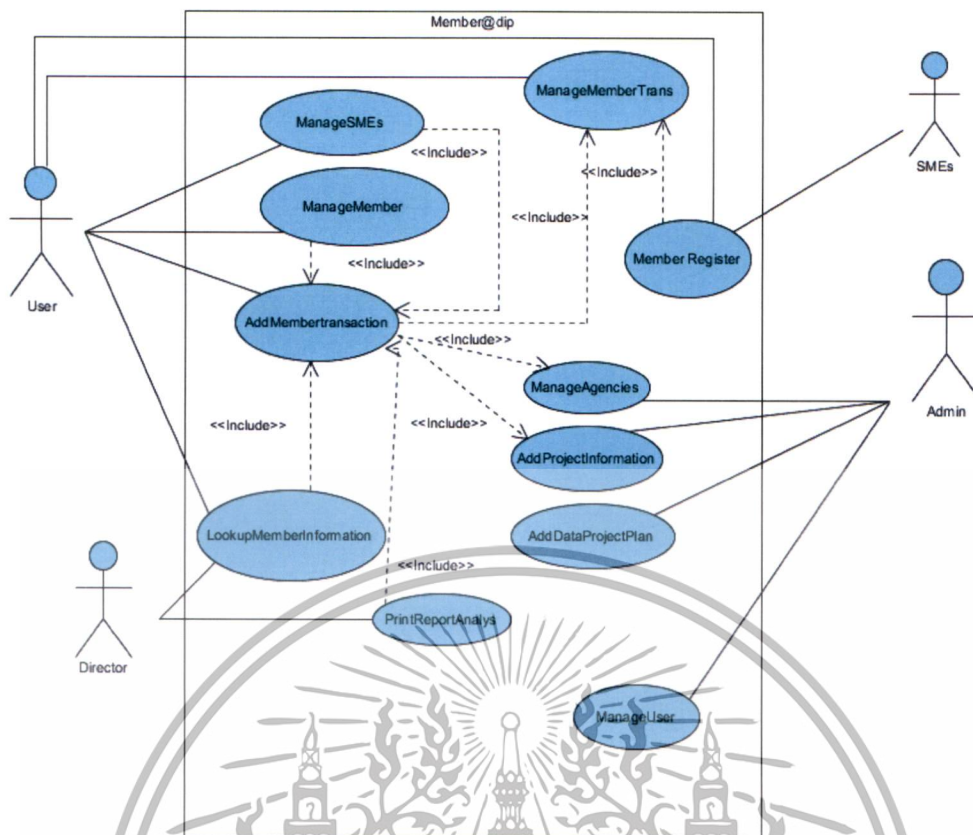 Member@dip
ManageMemberTrans
ManageSMEs
<<Include>>
<<Include>>
SMEs
ManageMember
<<Include>>
Member Register
<<Include>>
User
AddMembertransaction
<<Include>>
ManageAgencies
Admin
<<Include>>
<<Include>>
AddProjectInformation
LookupMemberInformation
AddDataProjectPlan
<<Include>>
PrintReportAnalys
Director
ManageUser